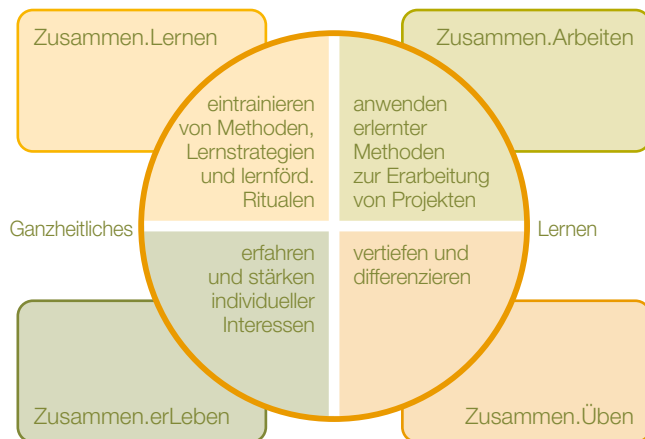 Zusammen.Lernen
Zusammen.Arbeiten
eintrainieren
von Methoden,
Lernstrategien
und lernförd.
Ritualen
anwenden
erlernter
Methoden
zur Erarbeitung
von Projekten
Ganzheitliches
Lernen
erfahren
und stärken
individueller
Interessen
vertiefen und
differenzieren
Zusammen.erLeben
Zusammen.Üben